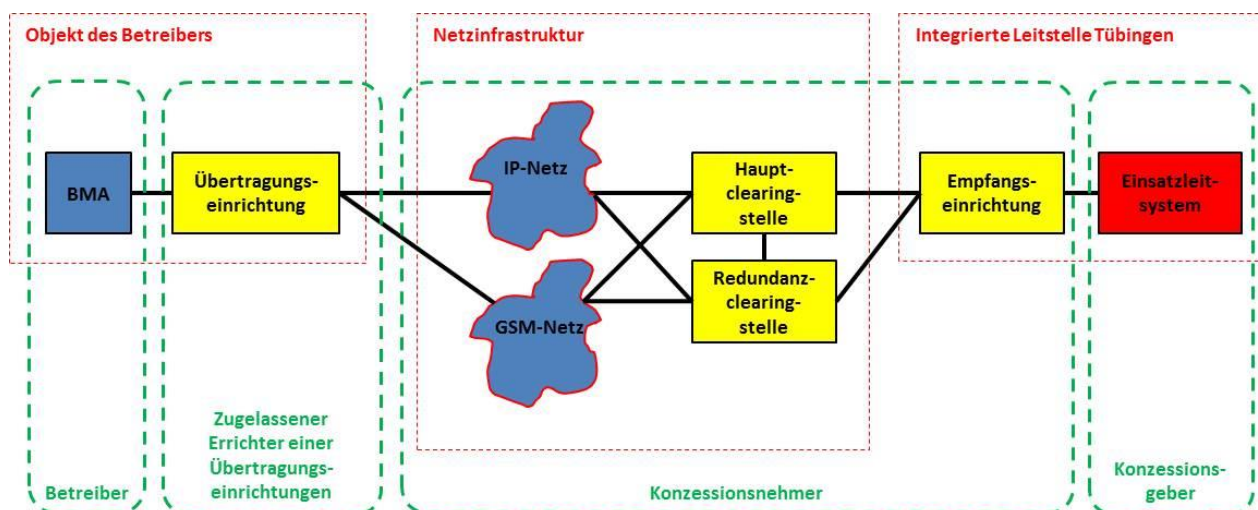 Objekt des Betreibers
Netzinfrastruktur
Integrierte Leitstelle Tübingen
BMA
Übertragungs-
einrichtung
IP-Netz
GSM-Netz
Haupt-
clearing-
stelle
Redundanz-
clearing-
stelle
Empfangs-
einrichtung
Einsatzleit-
system
Betreiber
Zugelassener
Errichter einer
Übertragungs-
einrichtungen
Konzessionsnehmer
Konzessions-
geber